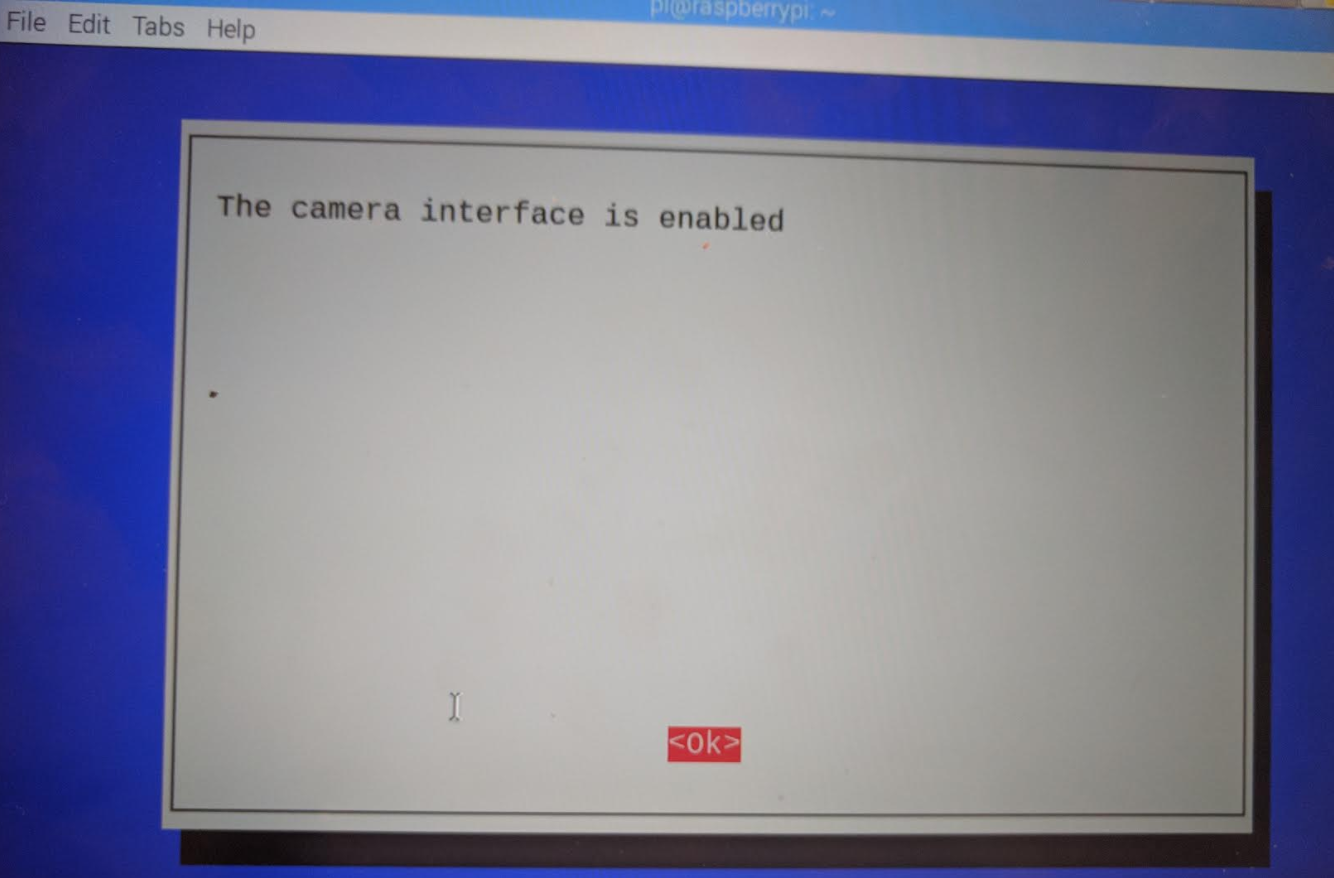 pi@raspberrypi: ~
File Edit Tabs Help
The camera interface is enabled
<Ok>